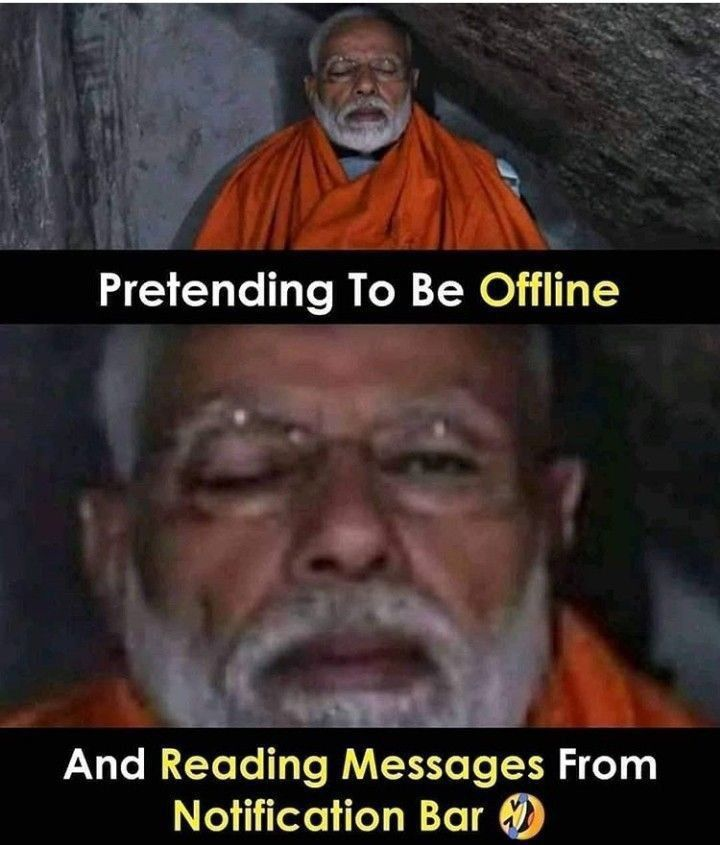 Pretending To Be Offline
And Reading Messages From
Notification Bar 🤣